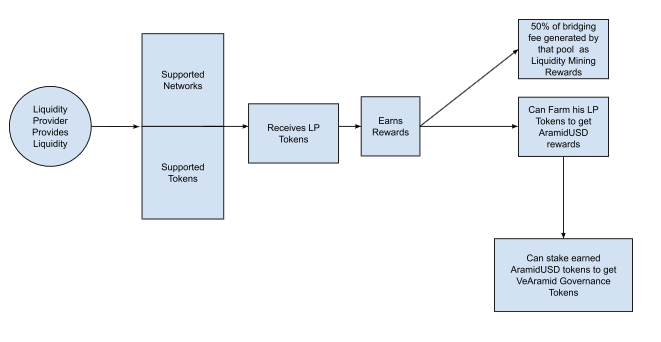 Liquidity
Provider
Provides
Liquidity
Supported
Networks
Supported
Tokens
Receives LP
Tokens
Earns
Rewards
50% of bridging
fee generated by
that pool as
Liquidity Mining
Rewards
Can Farm his LP
Tokens to get
AramidUSD
rewards
Can stake earned
AramidUSD tokens to get
VeAramid Governance
Tokens